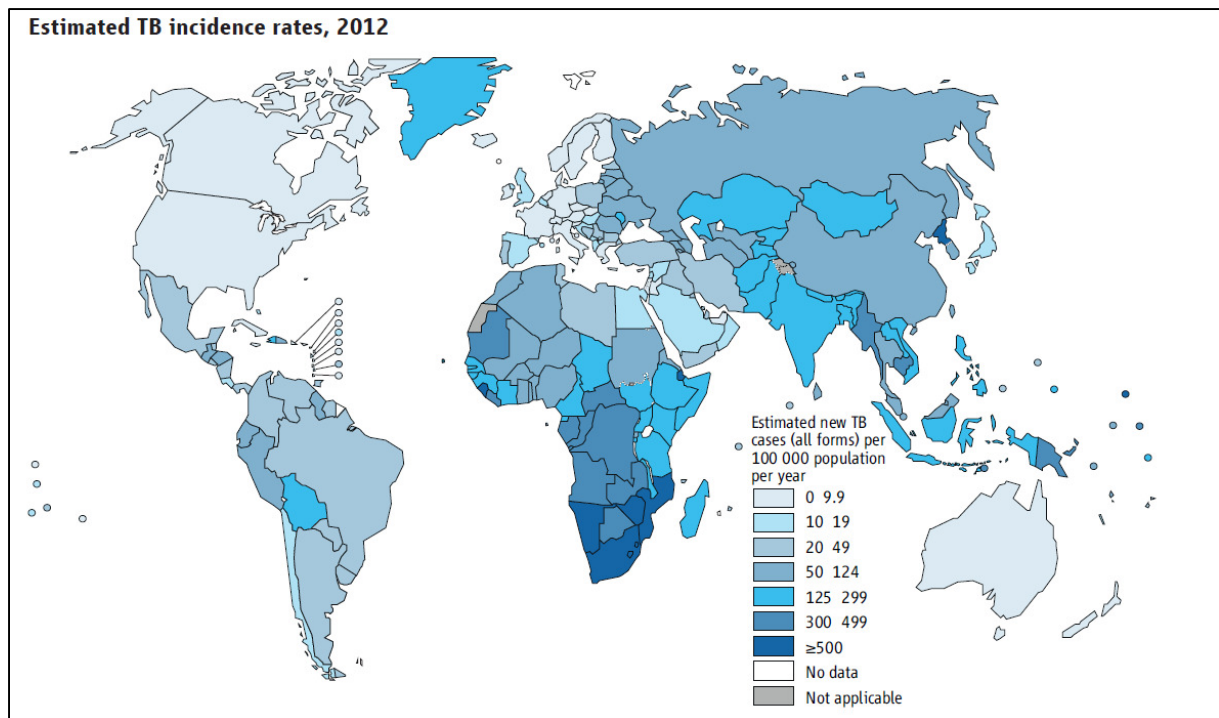 Estimated TB incidence rates, 2012
Estimated new TB
cases (all forms) per
100 000 population
per year
0 9.9
10 19
20 49
50 124
125 299
300 499
≥500
No data
Not applicable